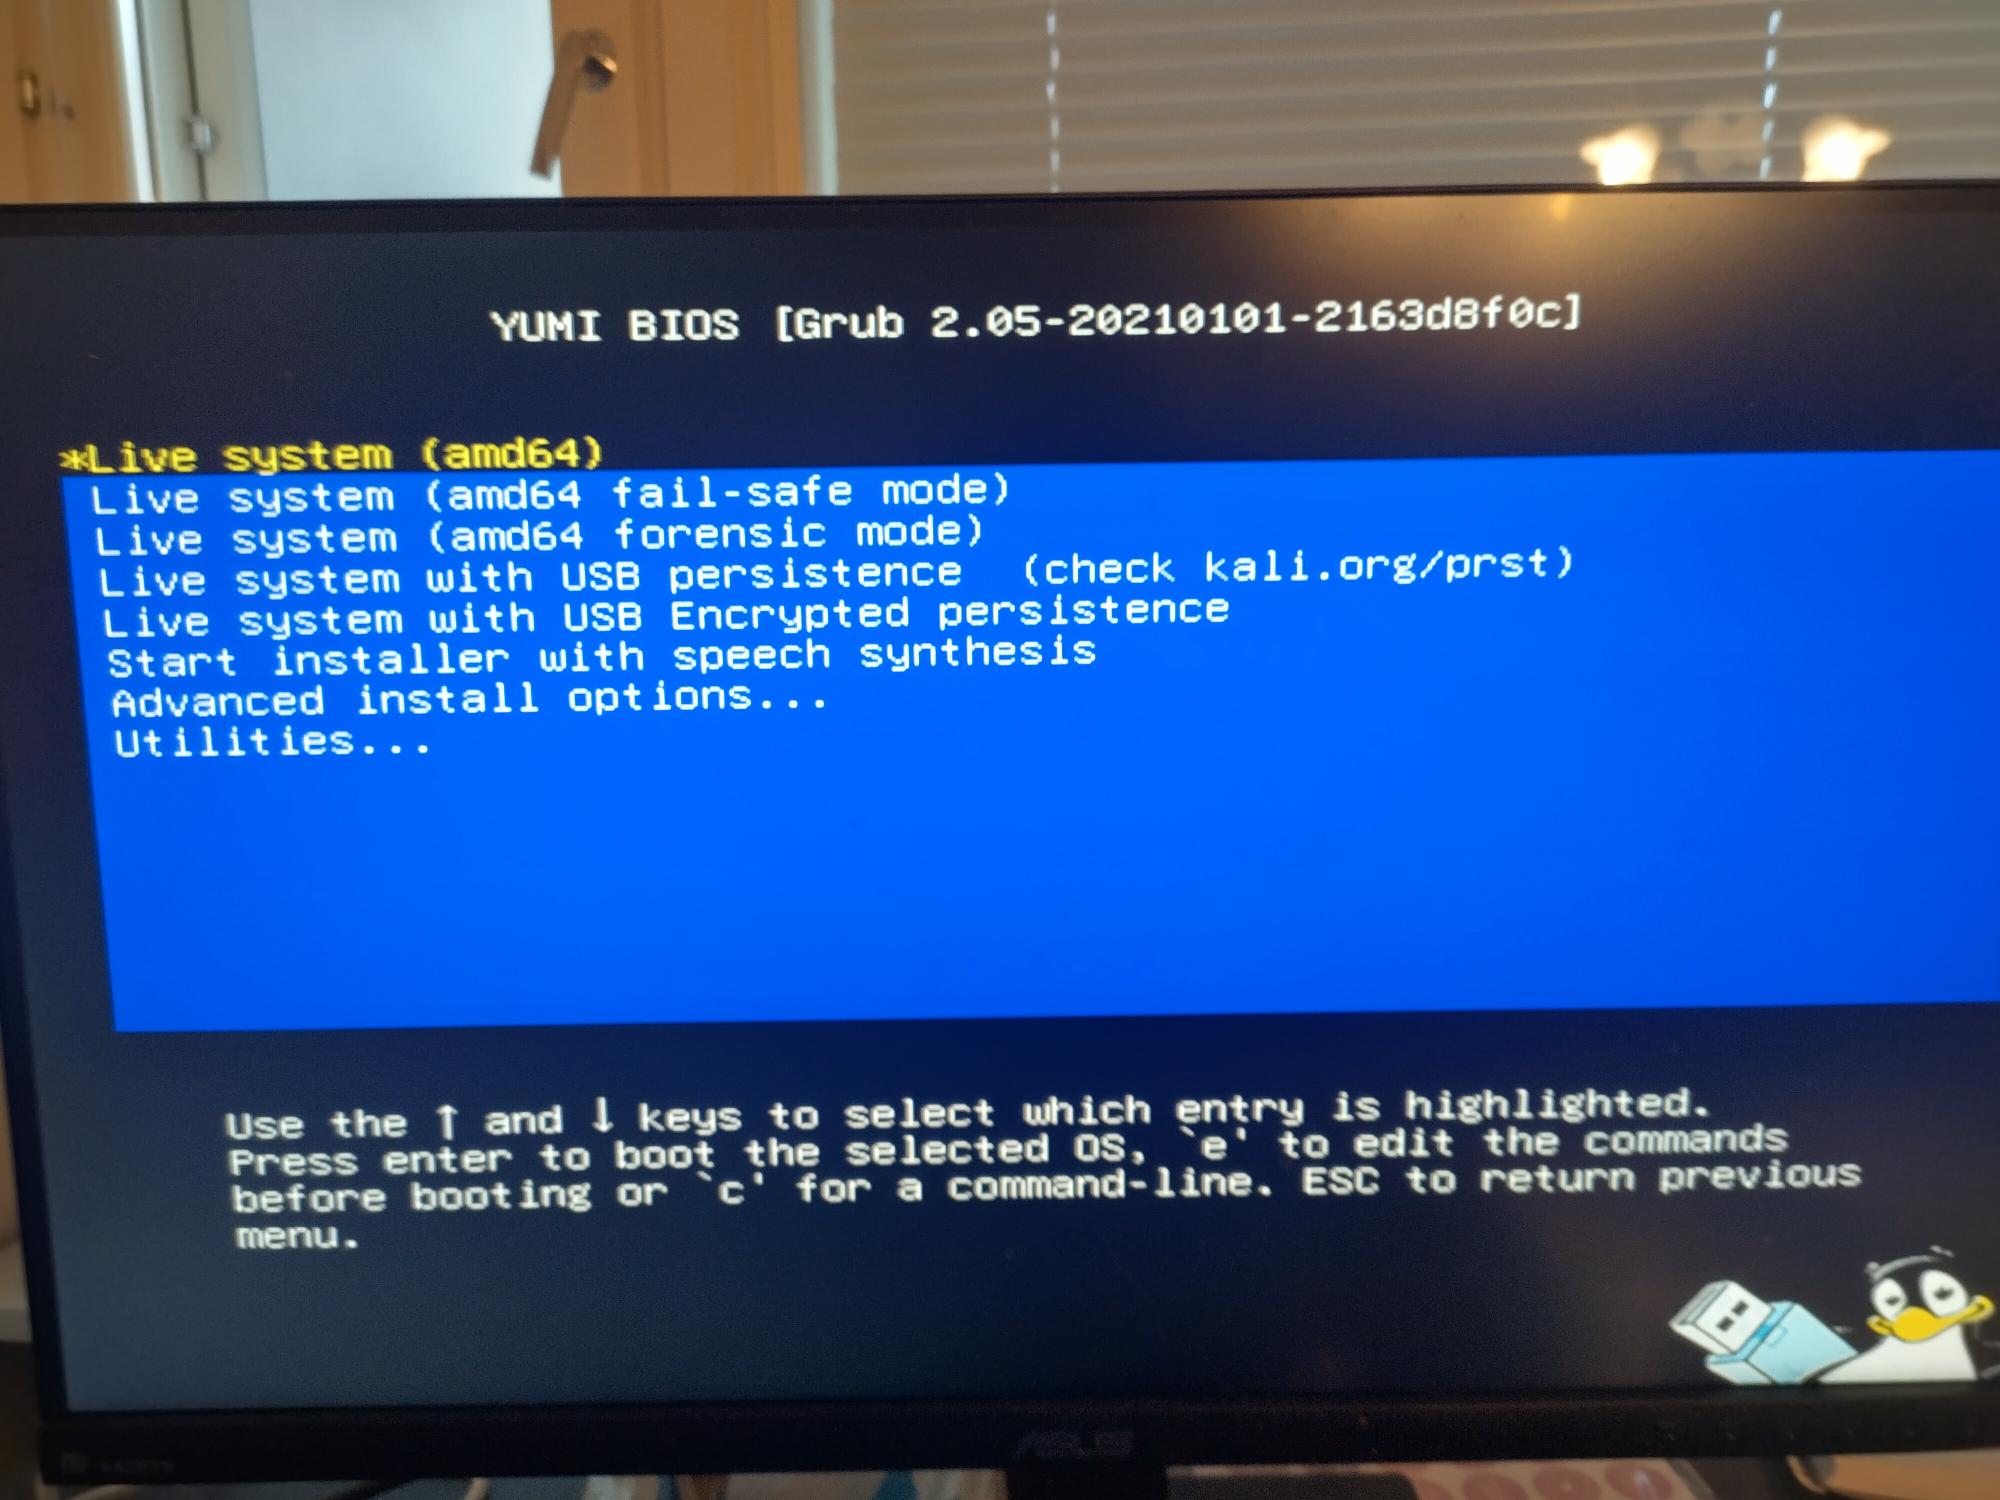 YUMI BIOS [Grub 2.05-20210101-2163d8f0c]
*Live system (amd64)
Live system (amd64 fail-safe mode)
Live system (amd64 forensic mode)
Live system with USB persistence  (check kali.org/prst)
Live system with USB Encrypted persistence
Start installer with speech synthesis
Advanced install options...
Utilities...
Use the ↑ and ↓ keys to select which entry is highlighted.
Press enter to boot the selected OS, `e' to edit the commands
before booting or `c' for a command-line. ESC to return previous
menu.
ASUS